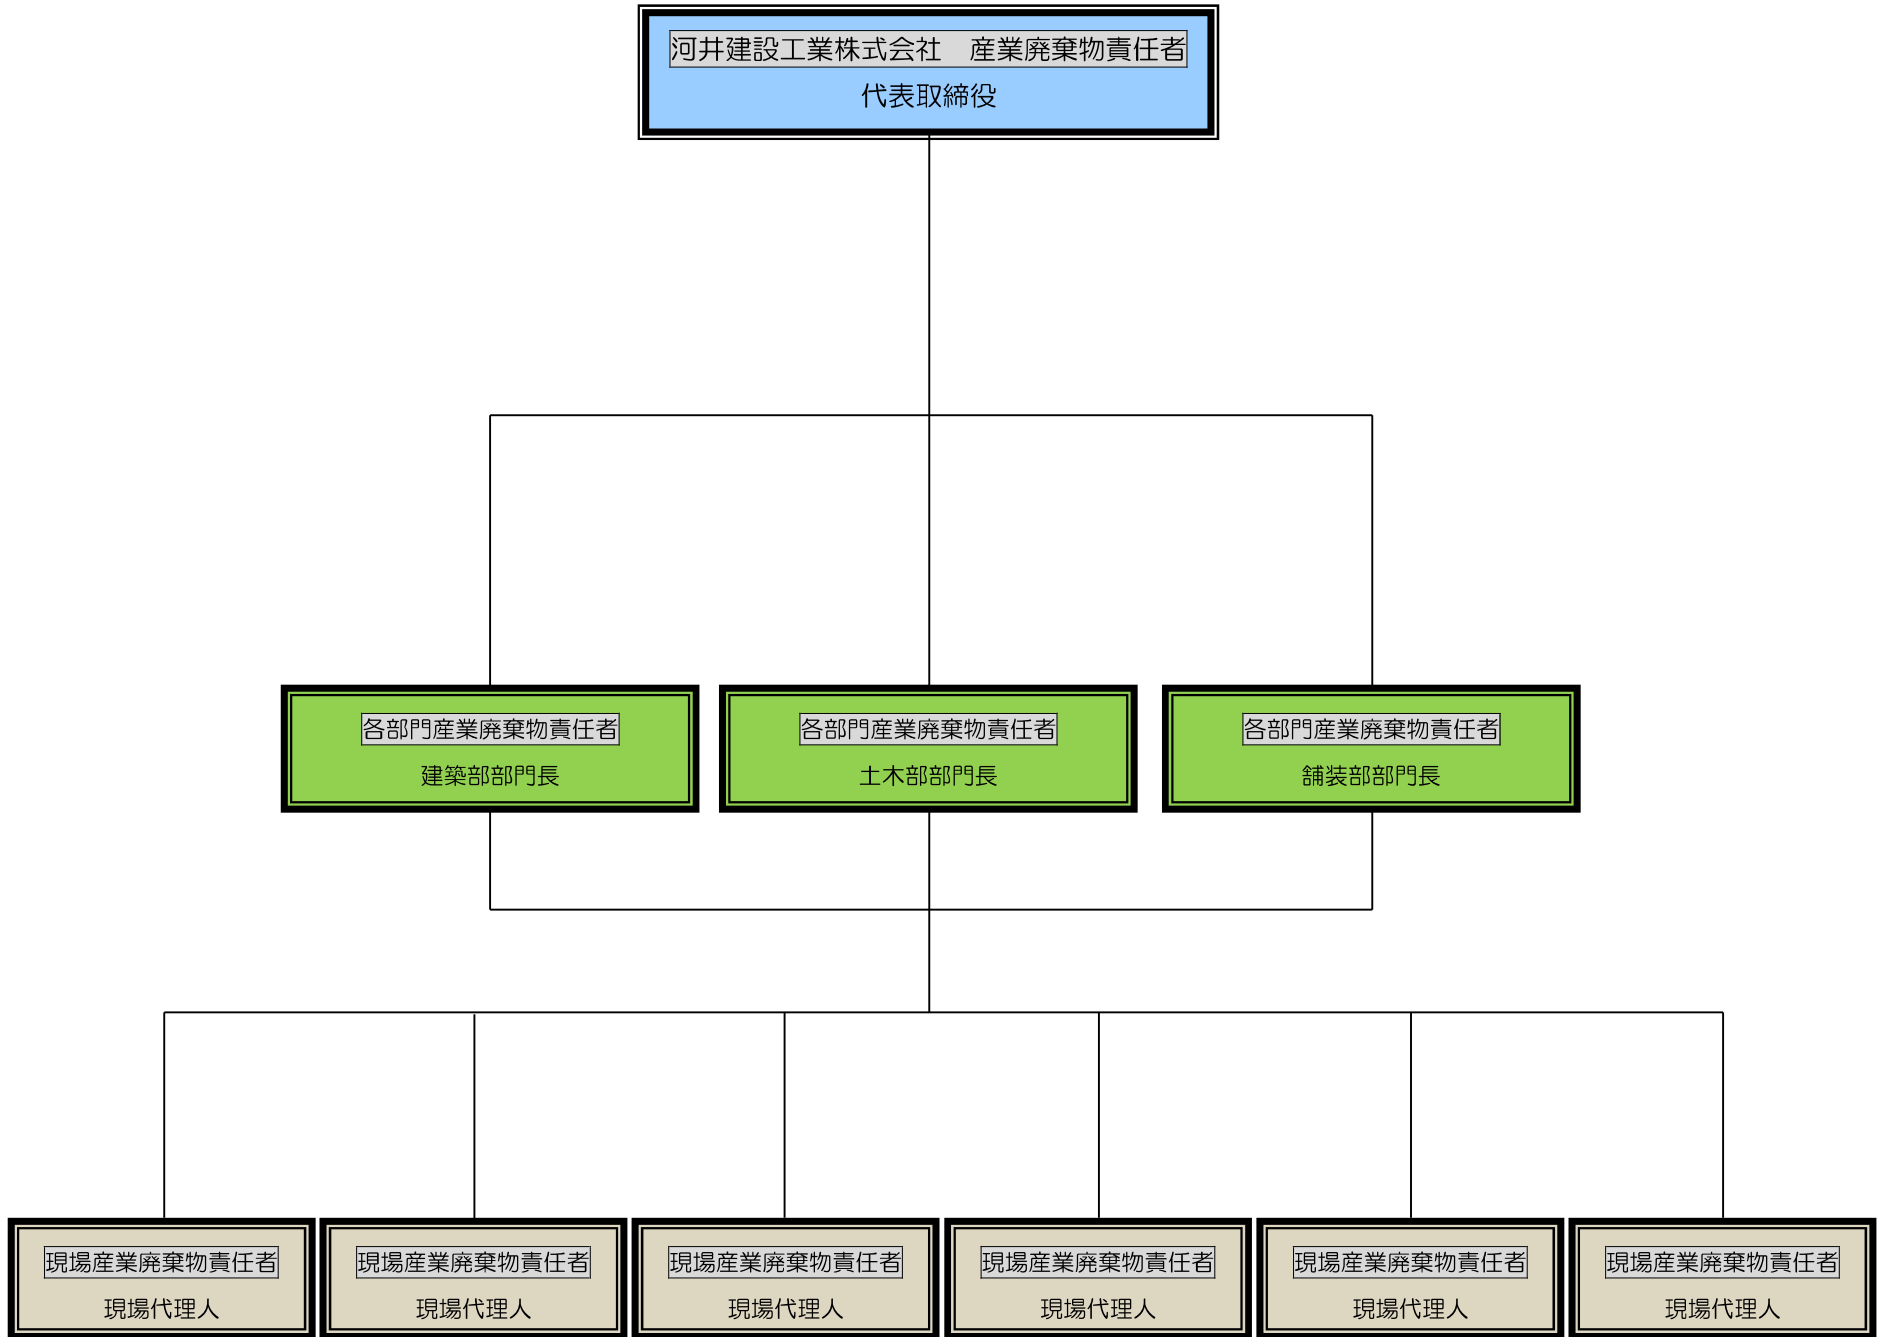 河井建設工業株式会社　産業廃棄物責任者
代表取締役
各部門産業廃棄物責任者
建築部部門長
各部門産業廃棄物責任者
土木部部門長
各部門産業廃棄物責任者
舗装部部門長
現場産業廃棄物責任者
現場代理人
現場産業廃棄物責任者
現場代理人
現場産業廃棄物責任者
現場代理人
現場産業廃棄物責任者
現場代理人
現場産業廃棄物責任者
現場代理人
現場産業廃棄物責任者
現場代理人